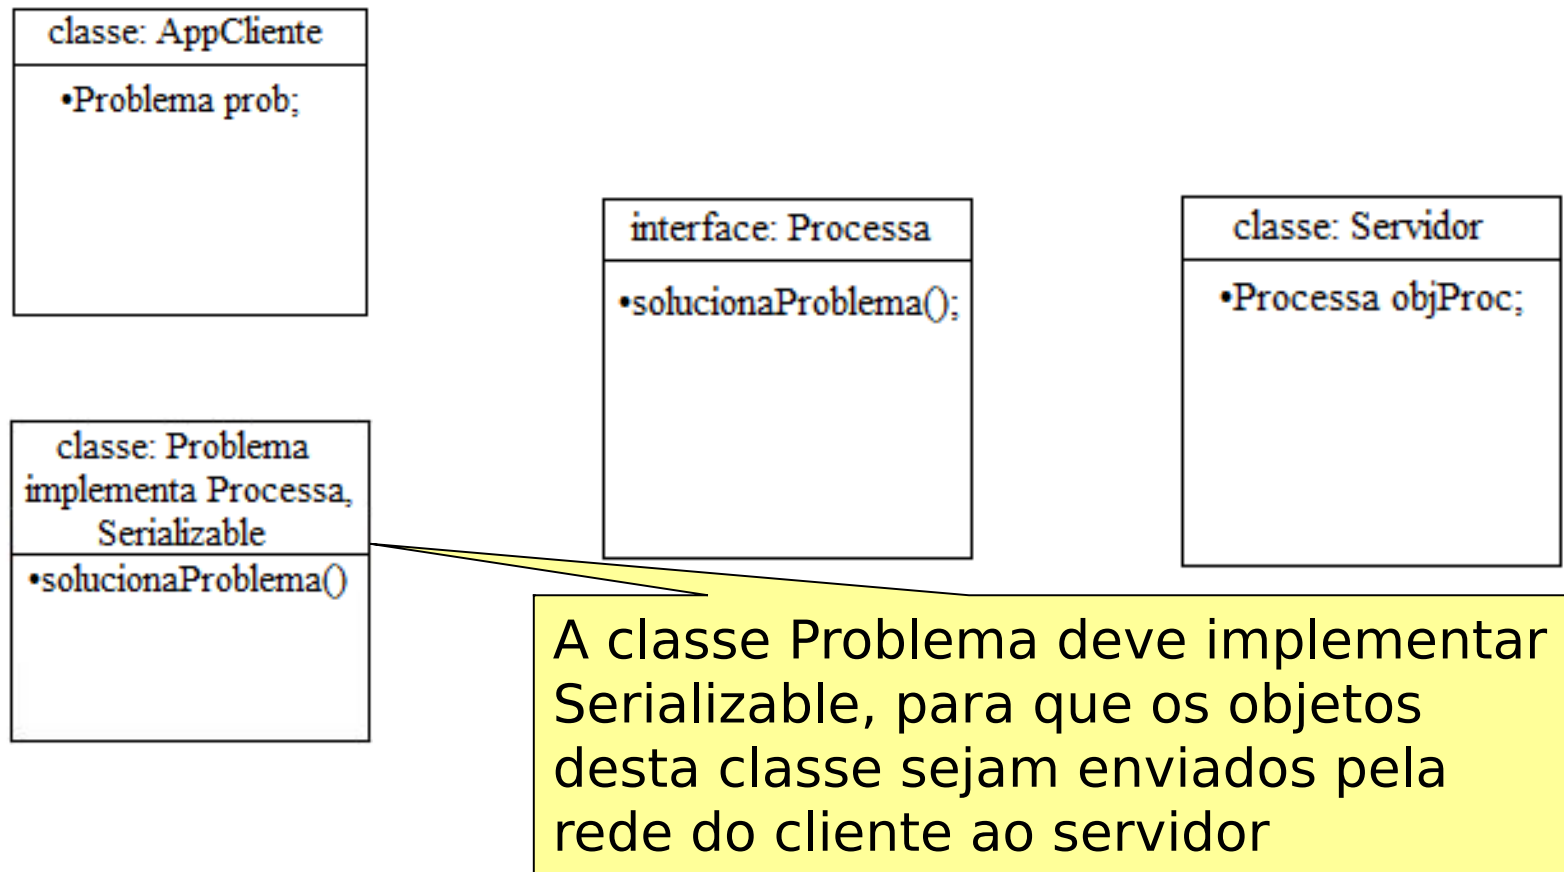 classe: AppCliente
•Problema prob;
interface: Processa
•solucionaProblema();
classe: Servidor
•Processa objProc;
classe: Problema
implementa Processa,
Serializable
•solucionaProblema()
A classe Problema deve implementar
Serializable, para que os objetos
desta classe sejam enviados pela
rede do cliente ao servidor